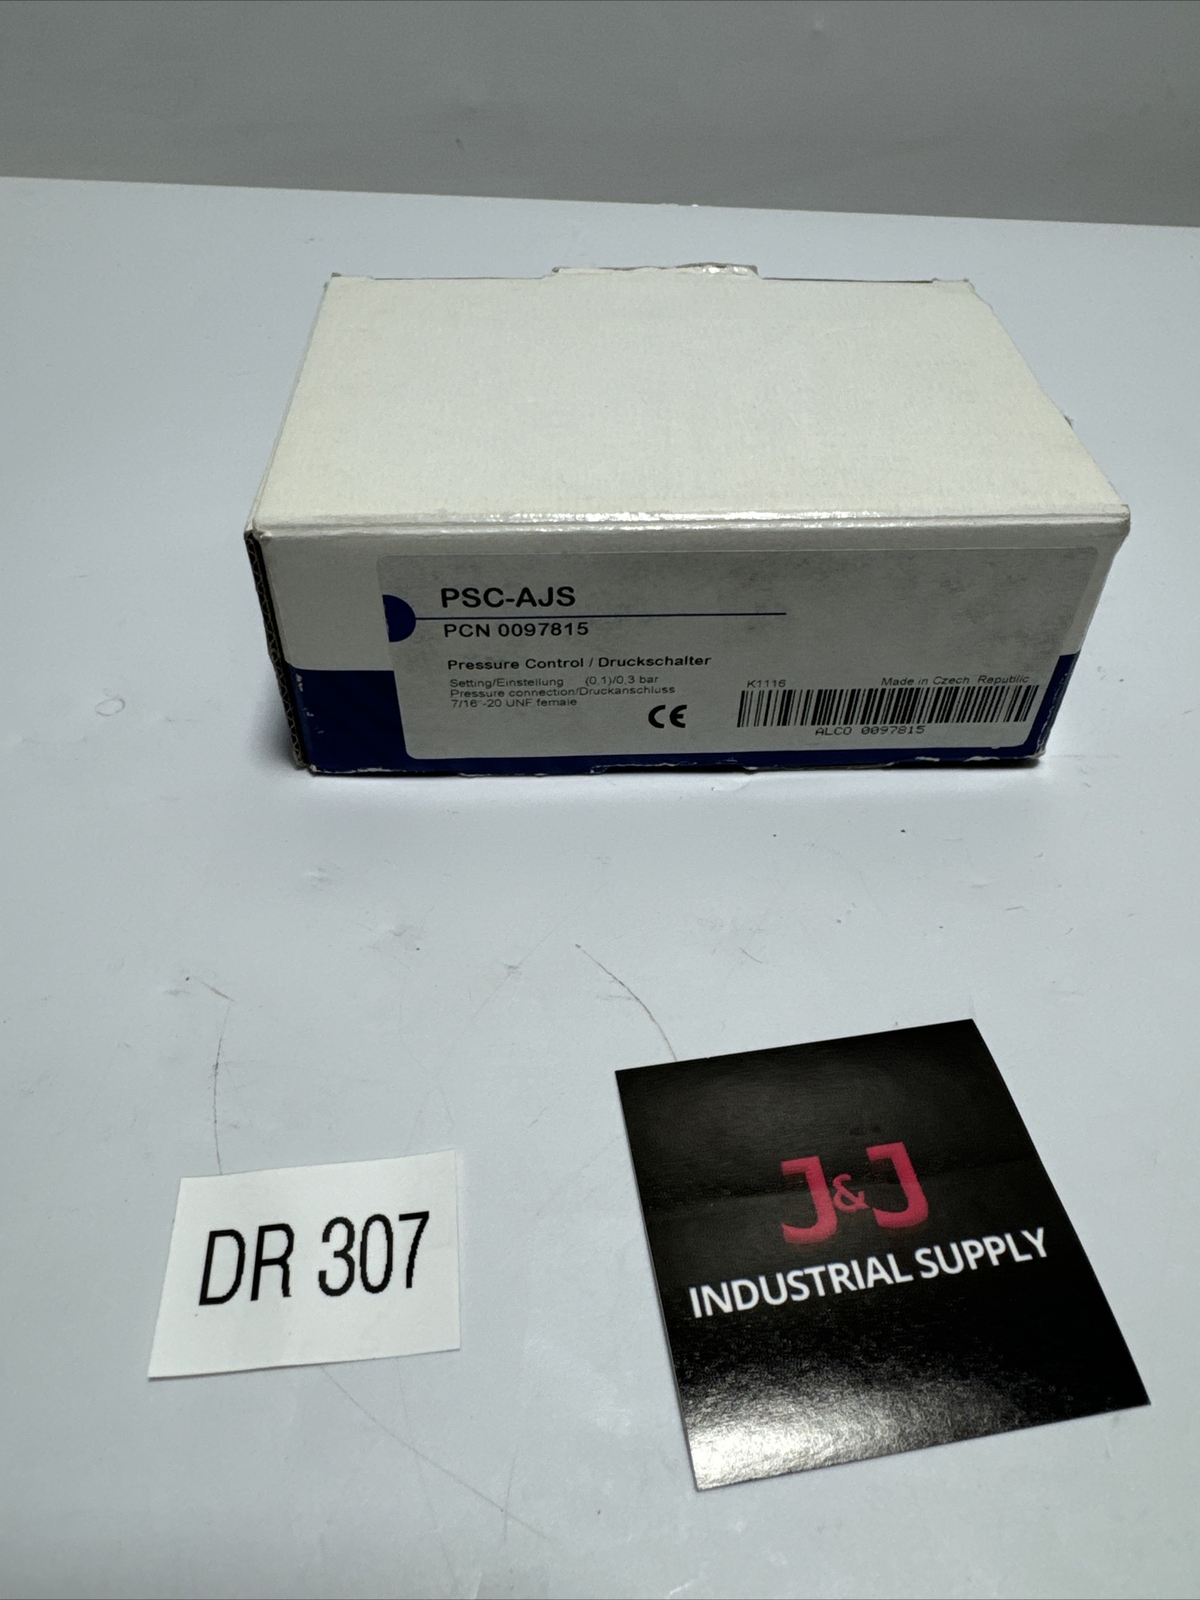 PSC-AJS
PCN 0097815
Pressure Control / Druckschalter
Setting/Einstellung (0,1)/0,3 bar
Pressure connection/Druckanschluss
7/16"-20 UNF female
CE
K1116 Made in Czech Republic
ALCO 0097815
DR 307
J&J
INDUSTRIAL SUPPLY